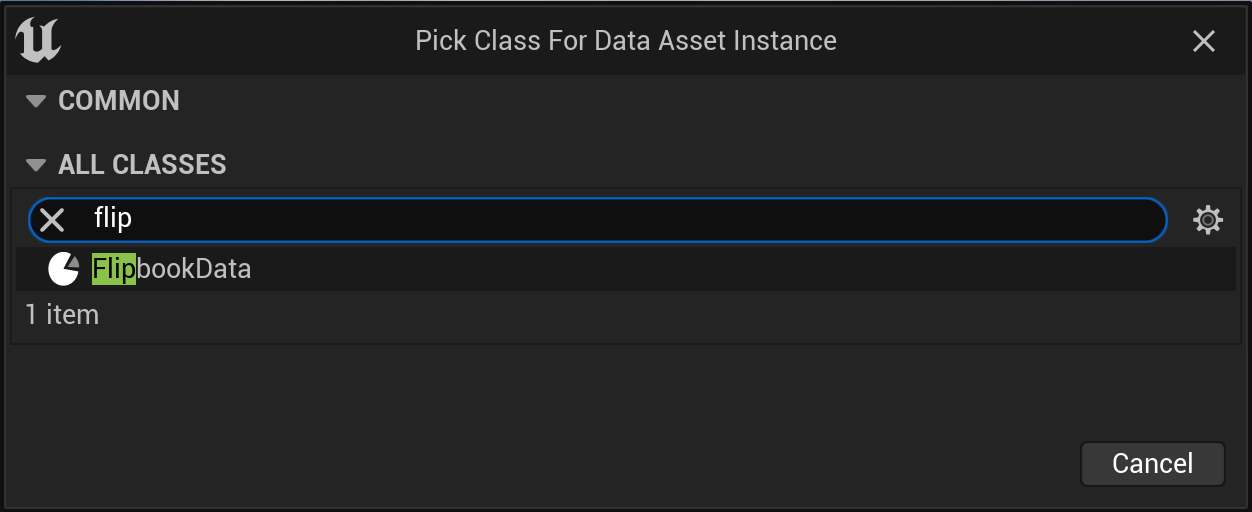 Pick Class For Data Asset Instance
COMMON
ALL CLASSES
flip
FlipbookData
1 item
Cancel